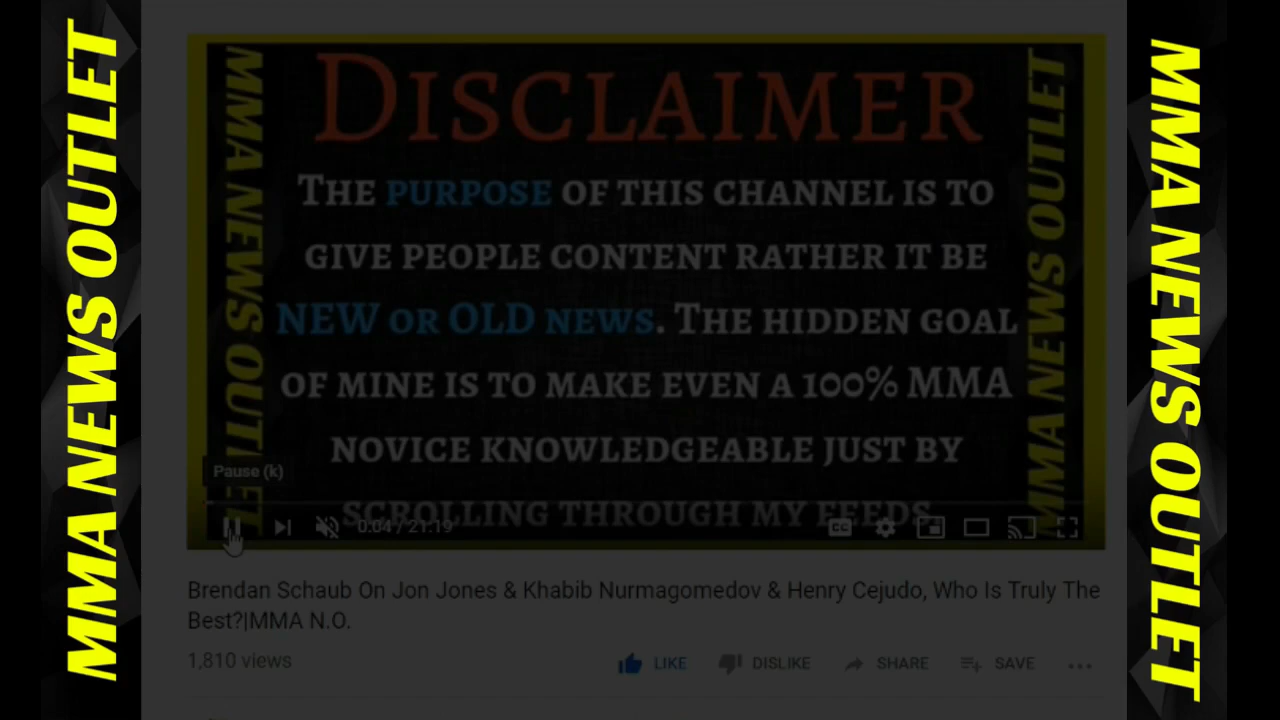 MMA NEWS OUTLET
MMA NEWS OUTLET
MMA NEWS OUTLET
MMA NEWS OUTLET
DISCLAIMER
THE PURPOSE OF THIS CHANNEL IS TO
GIVE PEOPLE CONTENT RATHER IT BE
NEW OR OLD NEWS. THE HIDDEN GOAL
OF MINE IS TO MAKE EVEN A 100% MMA
NOVICE KNOWLEDGEABLE JUST BY
SCROLLING THROUGH MY FEEDS
Pause (k)
0:04 / 21:19
CC
Brendan Schaub On Jon Jones & Khabib Nurmagomedov & Henry Cejudo, Who Is Truly The
Best?|MMA N.O.
1,810 views
LIKE
DISLIKE
SHARE
SAVE